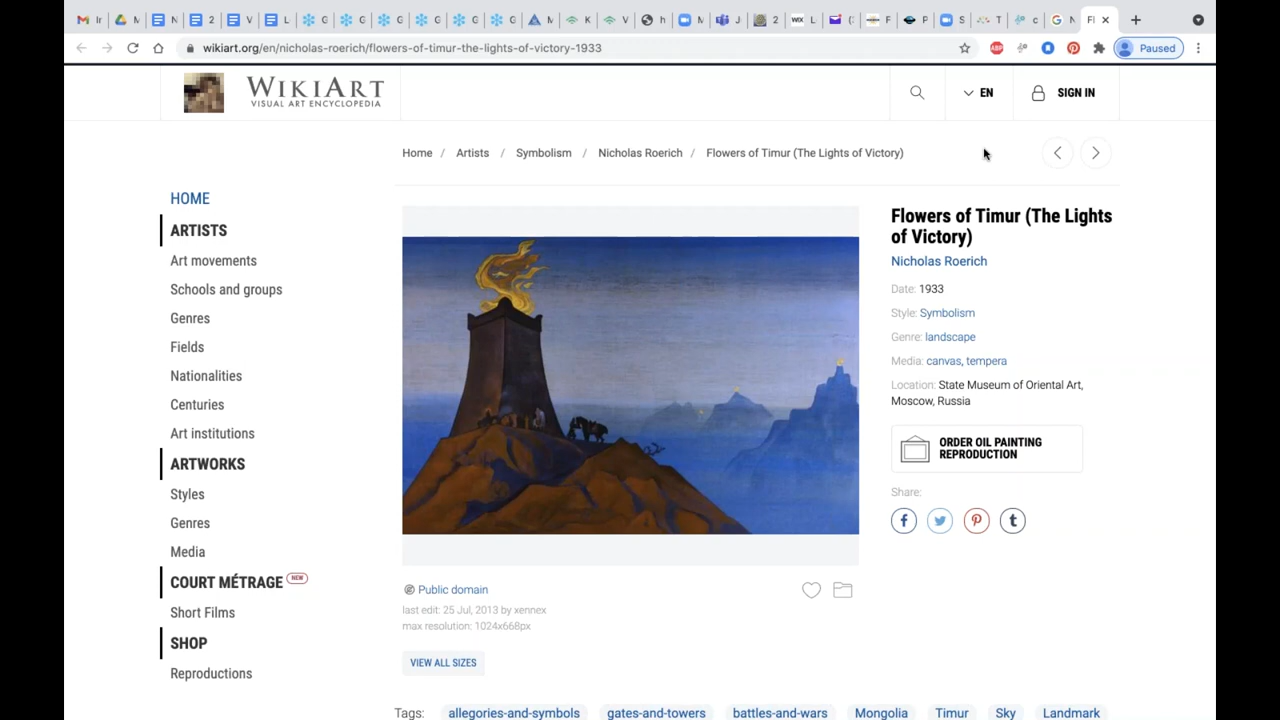 Ir
M
N
2
V
L
G
G
G
G
G
G
M
K
V
h
M
J
2
WIX L
(
F
P
S
T
c
N
Fl
wikiart.org/en/nicholas-roerich/flowers-of-timur-the-lights-of-victory-1933
ABP
Paused
WIKIART
VISUAL ART ENCYCLOPEDIA
EN
SIGN IN
Home / Artists / Symbolism / Nicholas Roerich / Flowers of Timur (The Lights of Victory)
HOME
ARTISTS
Art movements
Schools and groups
Genres
Fields
Nationalities
Centuries
Art institutions
ARTWORKS
Styles
Genres
Media
COURT MÉTRAGE NEW
Short Films
SHOP
Reproductions
Public domain
last edit: 25 Jul, 2013 by xennex
max resolution: 1024x668px
VIEW ALL SIZES
Flowers of Timur (The Lights
of Victory)
Nicholas Roerich
Date: 1933
Style: Symbolism
Genre: landscape
Media: canvas, tempera
Location: State Museum of Oriental Art,
Moscow, Russia
ORDER OIL PAINTING
REPRODUCTION
Share:
Tags: allegories-and-symbols gates-and-towers battles-and-wars Mongolia Timur Sky Landmark